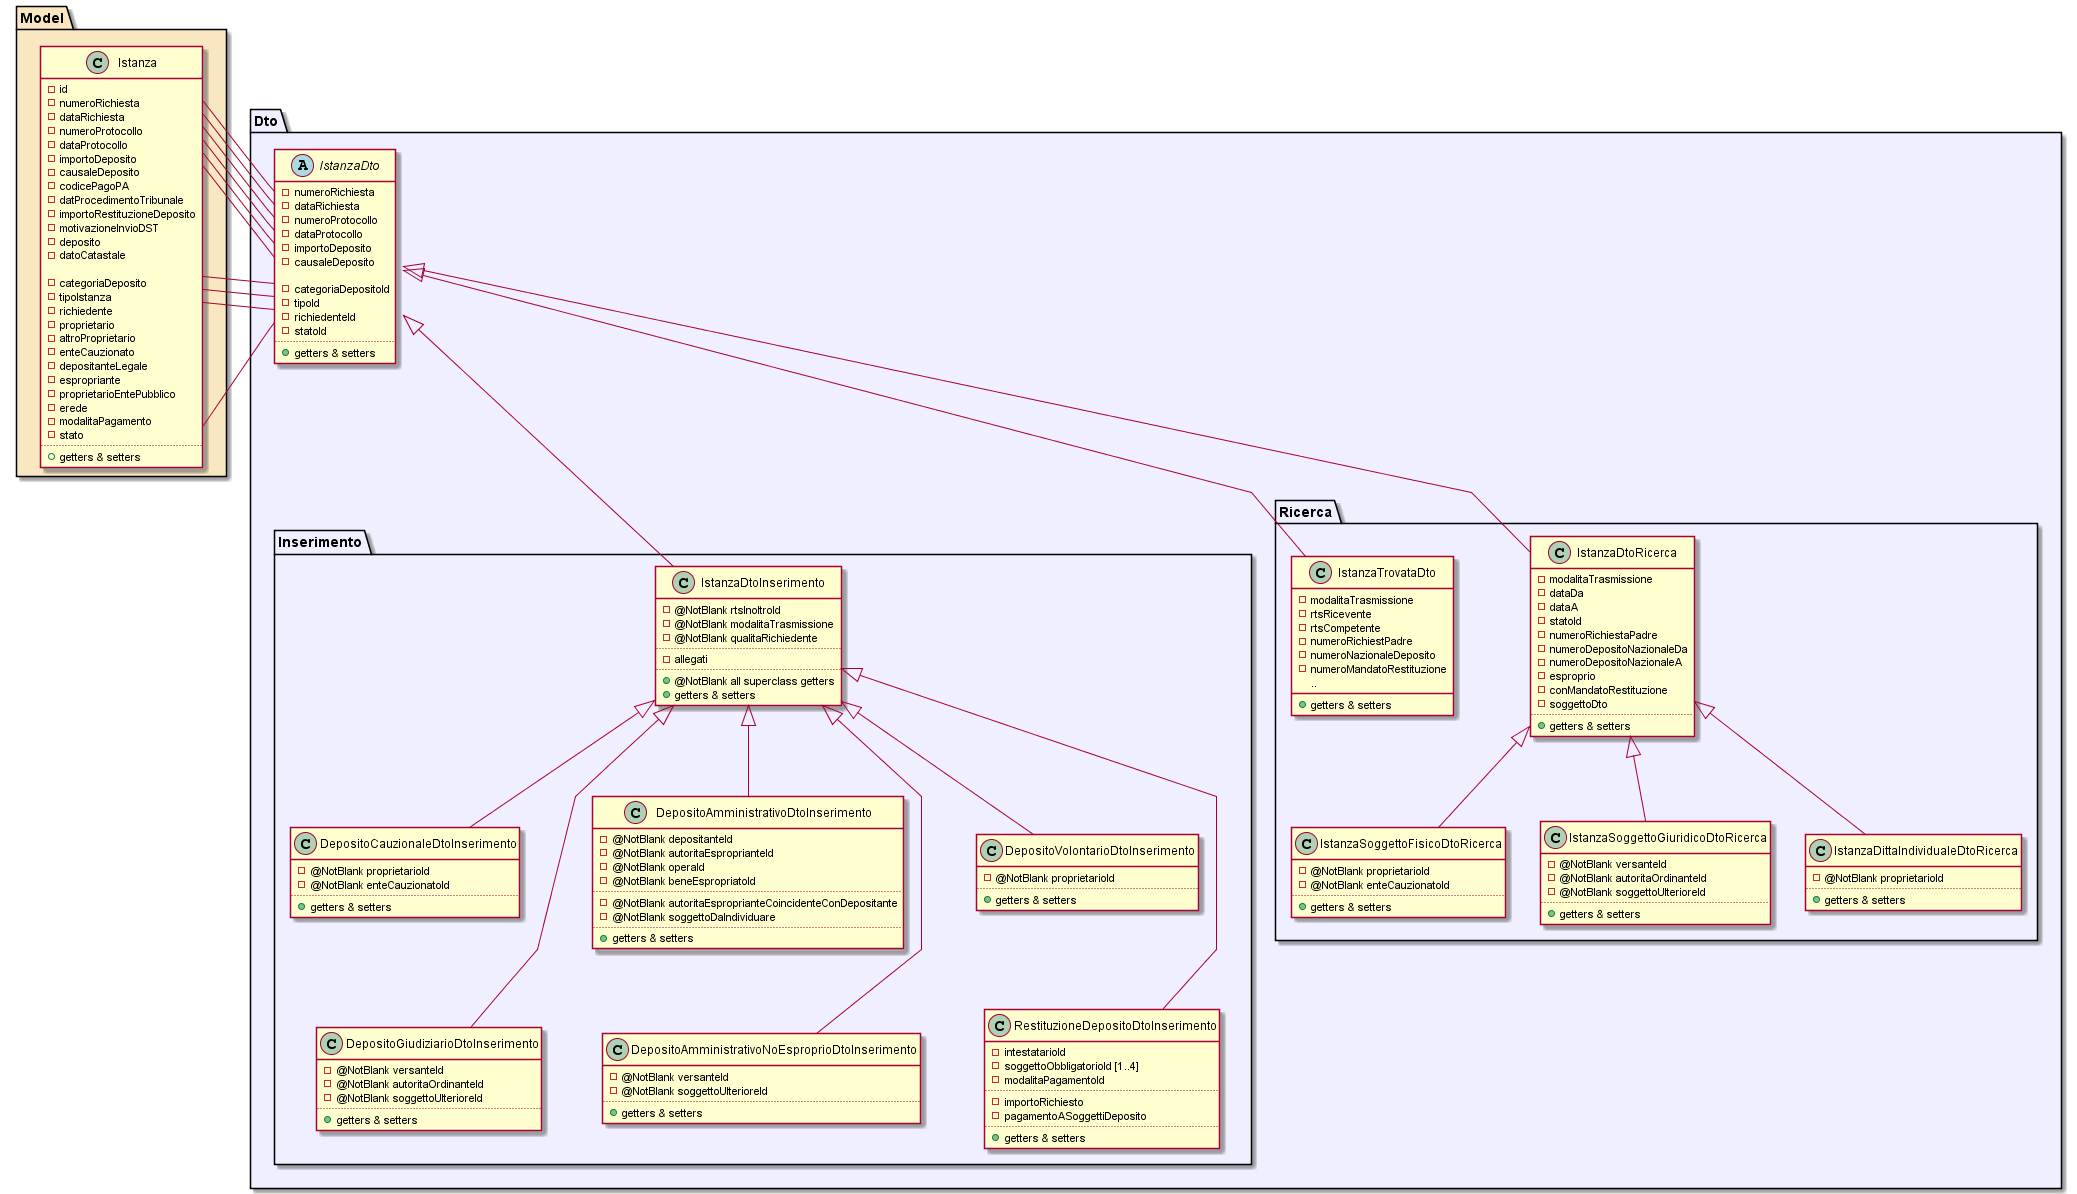 Model
C Istanza
id
numeroRichiesta
dataRichiesta
numeroProtocollo
dataProtocollo
importoDeposito
causaleDeposito
codicePagoPA
datProcedimentoTribunale
importoRestituzioneDeposito
motivazioneInvioDST
deposito
datoCatastale
categoriaDeposito
tipoIstanza
richiedente
proprietario
altroProprietario
enteCauzionato
depositanteLegale
espropriante
proprietarioEntePubblico
erede
modalitaPagamento
stato
getters & setters
Dto
A IstanzaDto
numeroRichiesta
dataRichiesta
numeroProtocollo
dataProtocollo
importoDeposito
causaleDeposito
categoriaDepositoId
tipoId
richiedenteId
statoId
getters & setters
Inserimento
C IstanzaDtoInserimento
@NotBlank rtsInoltroId
@NotBlank modalitaTrasmissione
@NotBlank qualitaRichiedente
allegati
@NotBlank all superclass getters
getters & setters
C DepositoCauzionaleDtoInserimento
@NotBlank proprietarioId
@NotBlank enteCauzionatoId
getters & setters
C DepositoAmministrativoDtoInserimento
@NotBlank depositanteId
@NotBlank autoritaEsproprianteId
@NotBlank operaId
@NotBlank beneEspropriatoId
@NotBlank autoritaEsproprianteCoincidenteConDepositante
@NotBlank soggettoDaIndividuare
getters & setters
C DepositoVolontarioDtoInserimento
@NotBlank proprietarioId
getters & setters
C DepositoGiudiziarioDtoInserimento
@NotBlank versanteId
@NotBlank autoritaOrdinanteId
@NotBlank soggettoUlterioreId
getters & setters
C DepositoAmministrativoNoEsproprioDtoInserimento
@NotBlank versanteId
@NotBlank soggettoUlterioreId
getters & setters
C RestituzioneDepositoDtoInserimento
intestatarioId
soggettoObbligatorioId [1..4]
modalitaPagamentoId
importoRichiesto
pagamentoASoggettiDeposito
getters & setters
Ricerca
C IstanzaTrovataDto
modalitaTrasmissione
rtsRicevente
rtsCompetente
numeroRichiestPadre
numeroNazionaleDeposito
numeroMandatoRestituzione
..
getters & setters
C IstanzaDtoRicerca
modalitaTrasmissione
dataDa
dataA
statoId
numeroRichiestaPadre
numeroDepositoNazionaleDa
numeroDepositoNazionaleA
esproprio
conMandatoRestituzione
soggettoDto
getters & setters
C IstanzaSoggettoFisicoDtoRicerca
@NotBlank proprietarioId
@NotBlank enteCauzionatoId
getters & setters
C IstanzaSoggettoGiuridicoDtoRicerca
@NotBlank versanteId
@NotBlank autoritaOrdinanteId
@NotBlank soggettoUlterioreId
getters & setters
C IstanzaDittaIndividualeDtoRicerca
@NotBlank proprietarioId
getters & setters